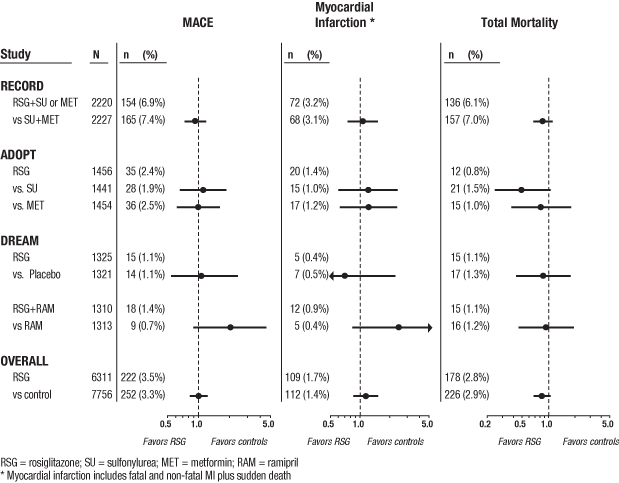 MACE Myocardial Infarction * Total Mortality
Study N n (%) n (%) n (%)
RECORD
RSG+SU or MET 2220 154 (6.9%) 72 (3.2%) 136 (6.1%)
vs SU+MET 2227 165 (7.4%) 68 (3.1%) 157 (7.0%)
ADOPT
RSG 1456 35 (2.4%) 20 (1.4%) 12 (0.8%)
vs. SU 1441 28 (1.9%) 15 (1.0%) 21 (1.5%)
vs. MET 1454 36 (2.5%) 17 (1.2%) 15 (1.0%)
DREAM
RSG 1325 15 (1.1%) 5 (0.4%) 15 (1.1%)
vs. Placebo 1321 14 (1.1%) 7 (0.5%) 17 (1.3%)
RSG+RAM 1310 18 (1.4%) 12 (0.9%) 15 (1.1%)
vs RAM 1313 9 (0.7%) 5 (0.4%) 16 (1.2%)
OVERALL
RSG 6311 222 (3.5%) 109 (1.7%) 178 (2.8%)
vs control 7756 252 (3.3%) 112 (1.4%) 226 (2.9%)
0.5 1.0 5.0 0.5 1.0 5.0 0.2 1.0 5.0
Favors RSG Favors controls Favors RSG Favors controls Favors RSG Favors controls
RSG = rosiglitazone; SU = sulfonylurea; MET = metformin; RAM = ramipril
* Myocardial infarction includes fatal and non-fatal MI plus sudden death